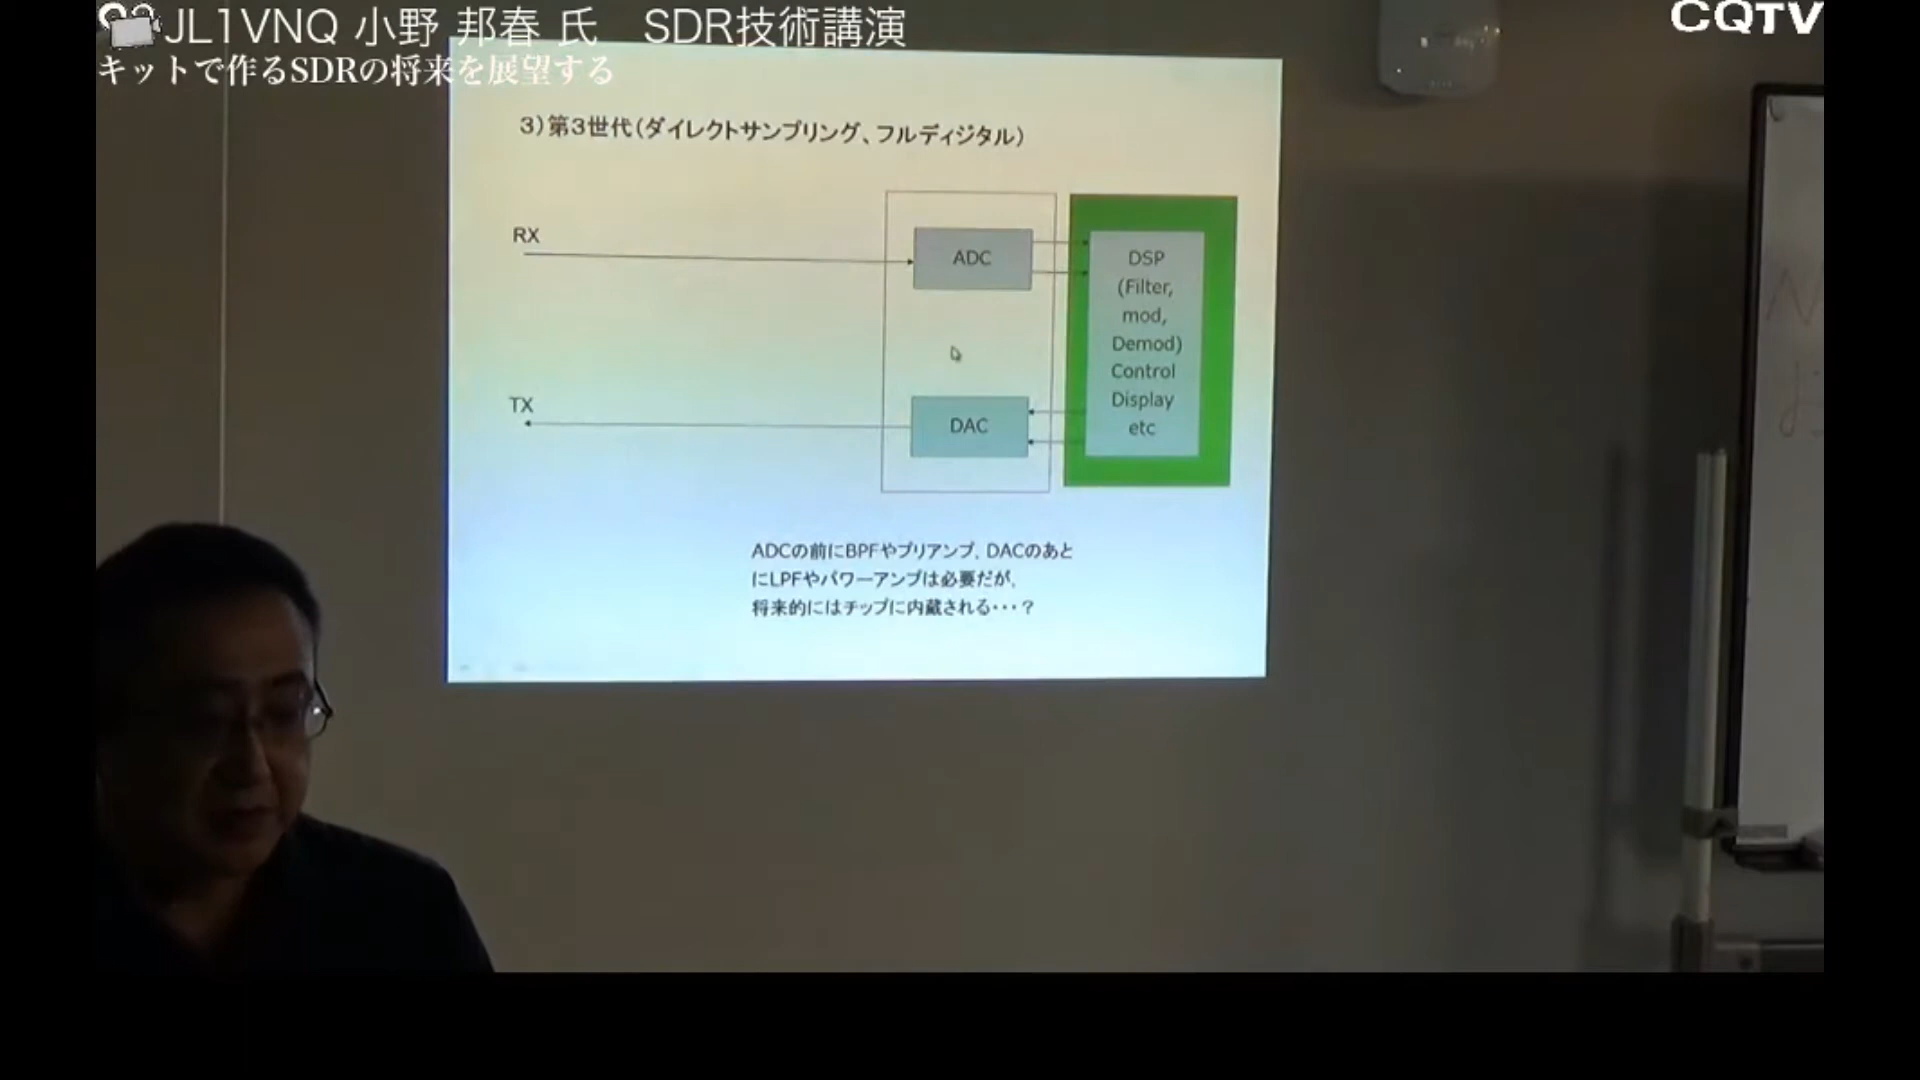 JL1VNQ 小野 邦春 氏　SDR技術講演
キットで作るSDRの将来を展望する
CQTV
3）第3世代（ダイレクトサンプリング、フルディジタル）
RX
ADC
TX
DAC
DSP
(Filter,
mod,
Demod)
Control
Display
etc
ADCの前にBPFやプリアンプ、DACのあと
にLPFやパワーアンプは必要だが、
将来的にはチップに内蔵される・・・？